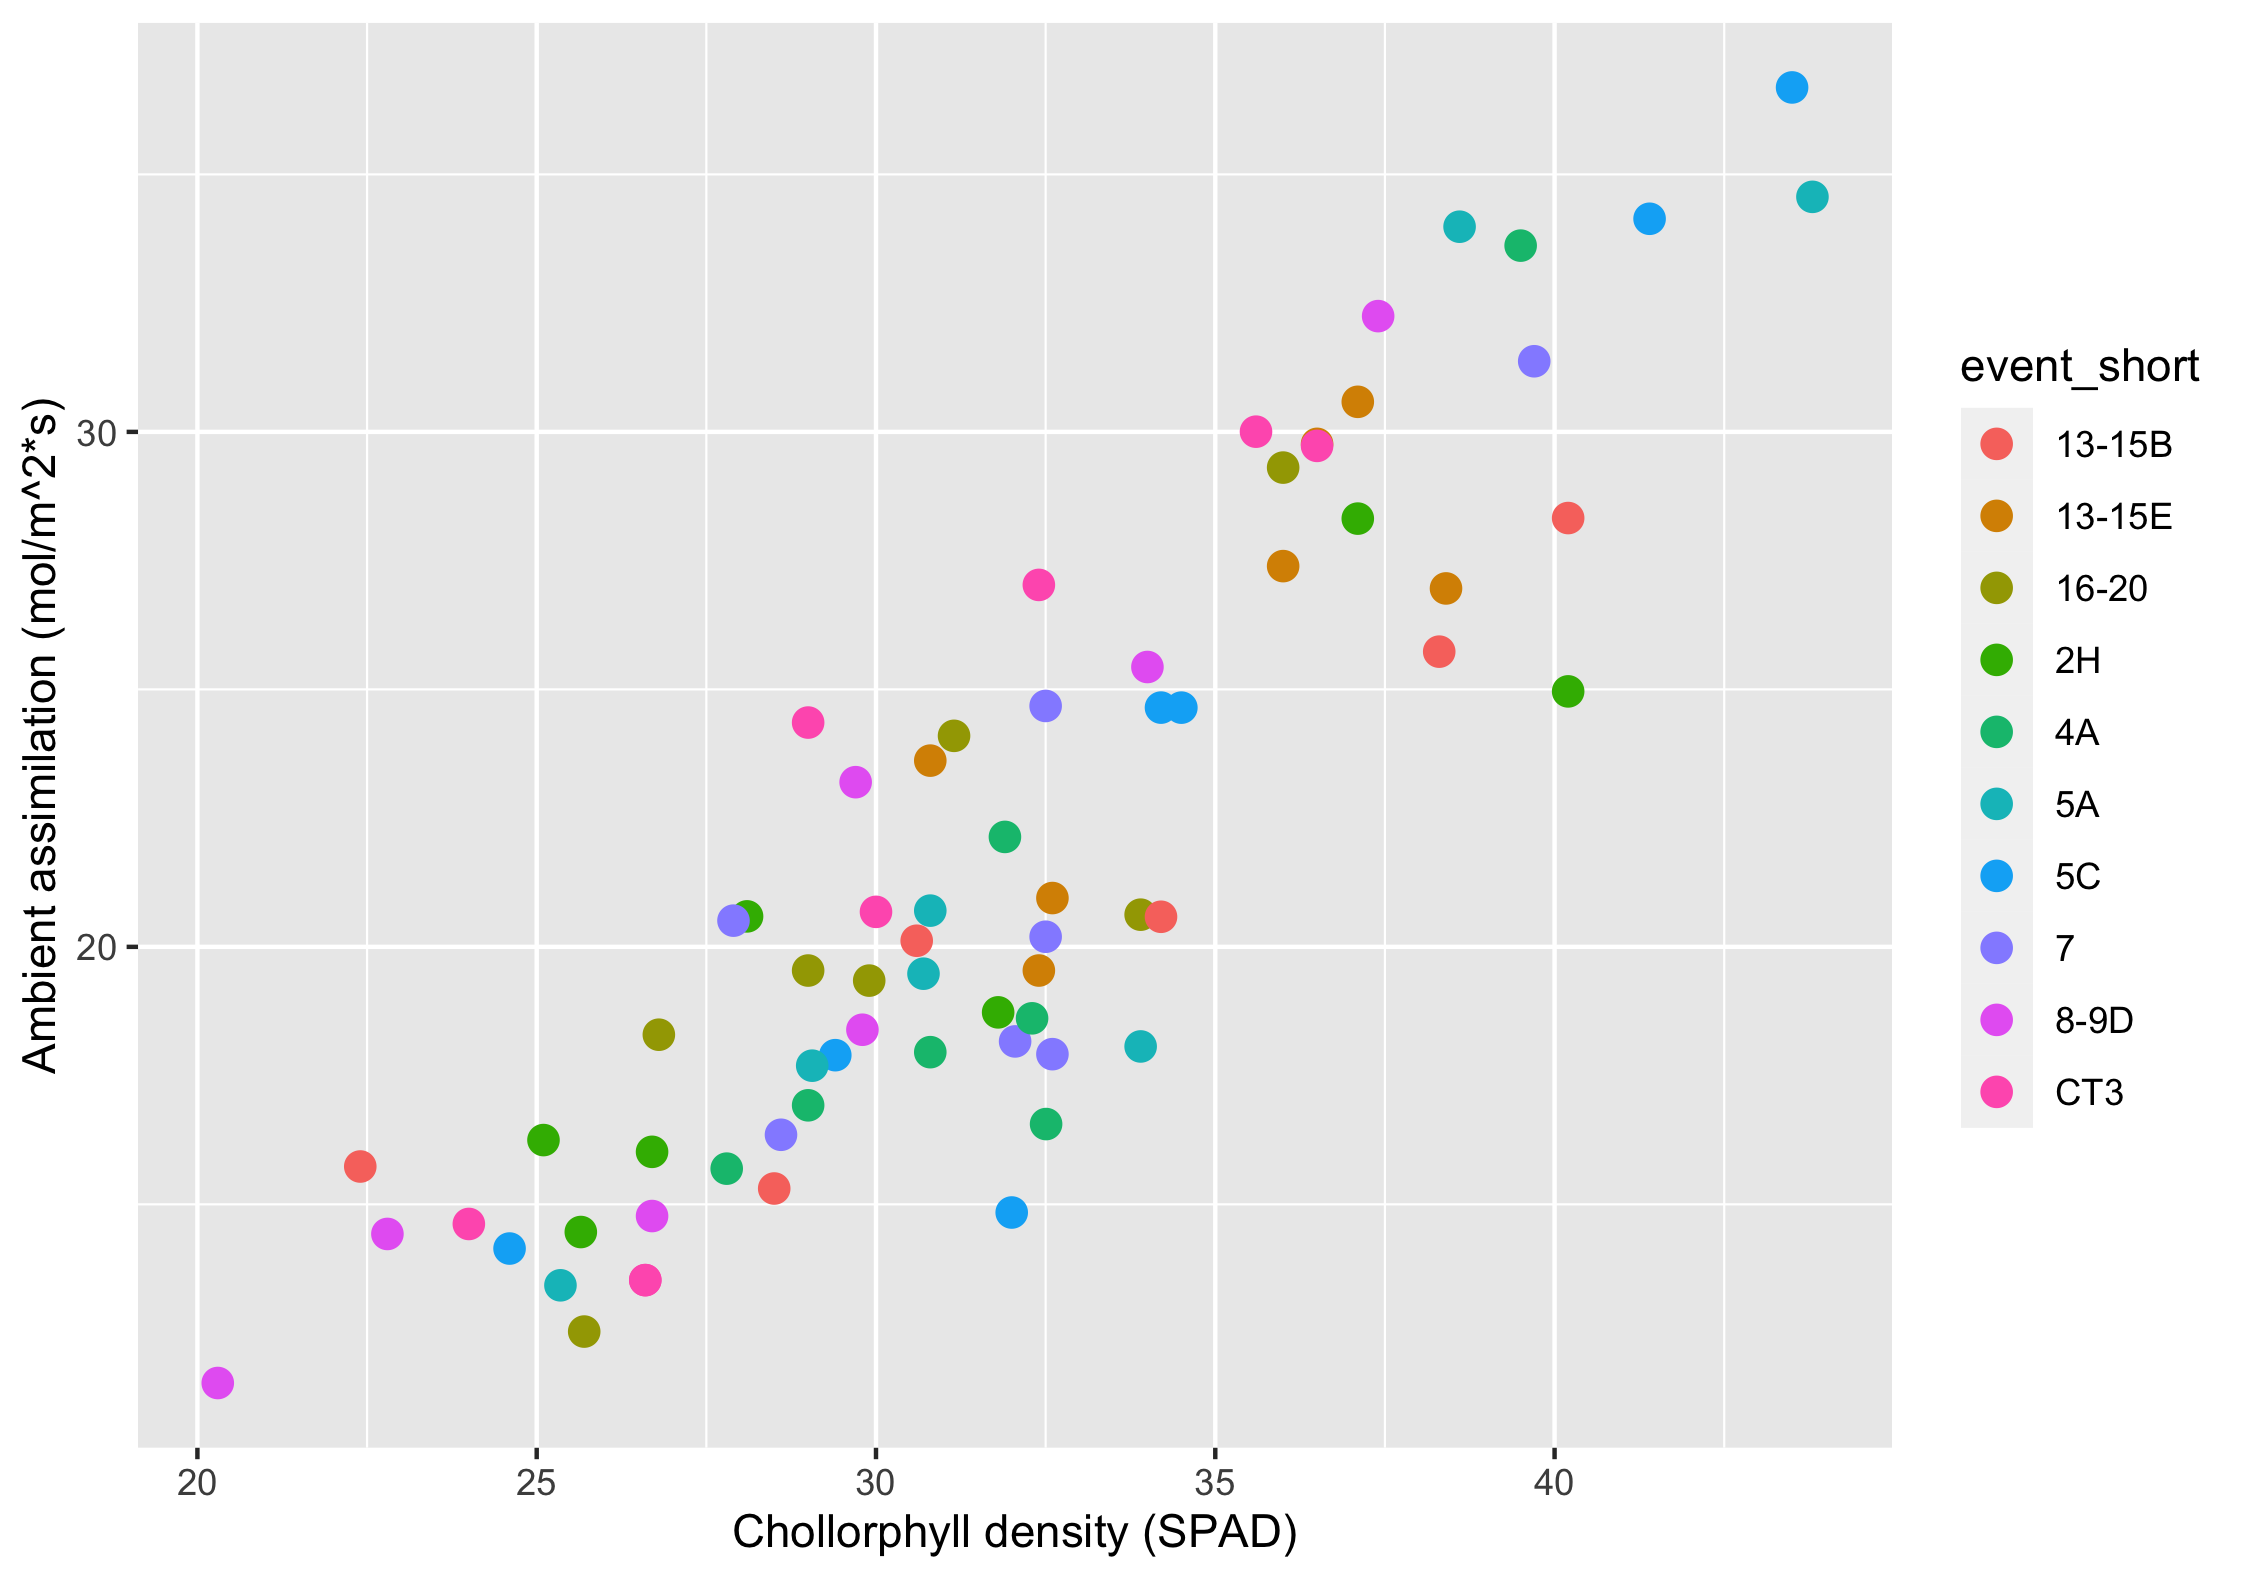 Ambient assimilation (mol/m^2*s)
30
20
20 25 30 35 40
Chollorphyll density (SPAD)
event_short
13-15B
13-15E
16-20
2H
4A
5A
5C
7
8-9D
CT3